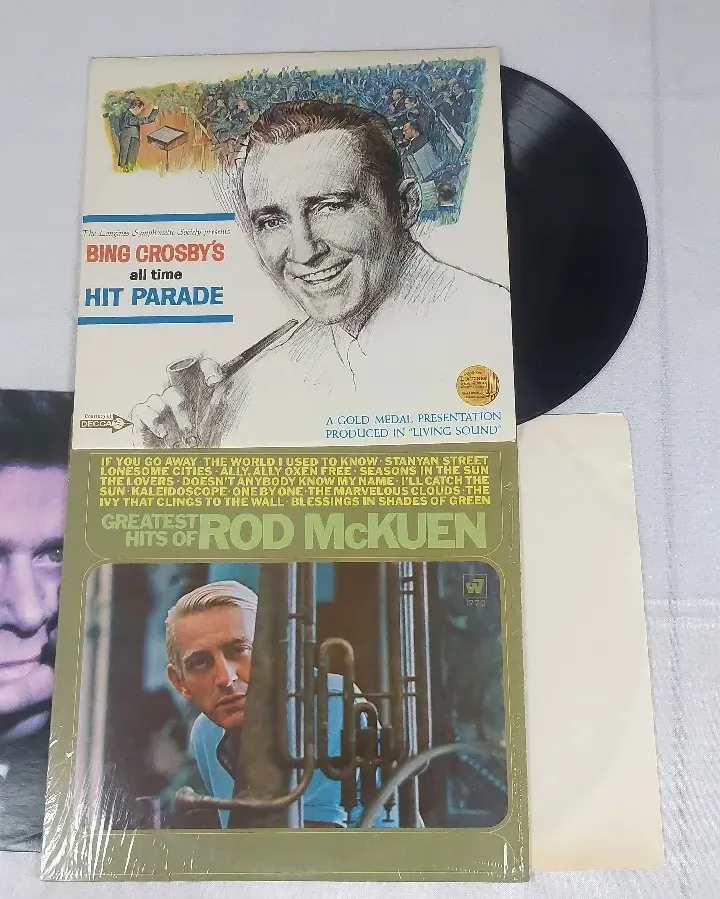 The Longines Symphonette Society presents
BING CROSBY'S
all time
HIT PARADE
DECCA
A GOLD MEDAL PRESENTATION
PRODUCED IN "LIVING SOUND"
IF YOU GO AWAY · THE WORLD I USED TO KNOW · STANYAN STREET
LONESOME CITIES · ALLY, ALLY OXEN FREE · SEASONS IN THE SUN
THE LOVERS · DOESN'T ANYBODY KNOW MY NAME · I'LL CATCH THE
SUN · KALEIDOSCOPE · ONE BY ONE · THE MARVELOUS CLOUDS · THE
IVY THAT CLINGS TO THE WALL · BLESSINGS IN SHADES OF GREEN
GREATEST
HITS OF ROD McKUEN
W7
1772